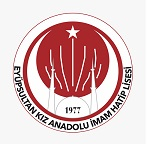 EYÜPSULTAN KIZ ANADOLU İMAM HATİP LİSESİ
1977